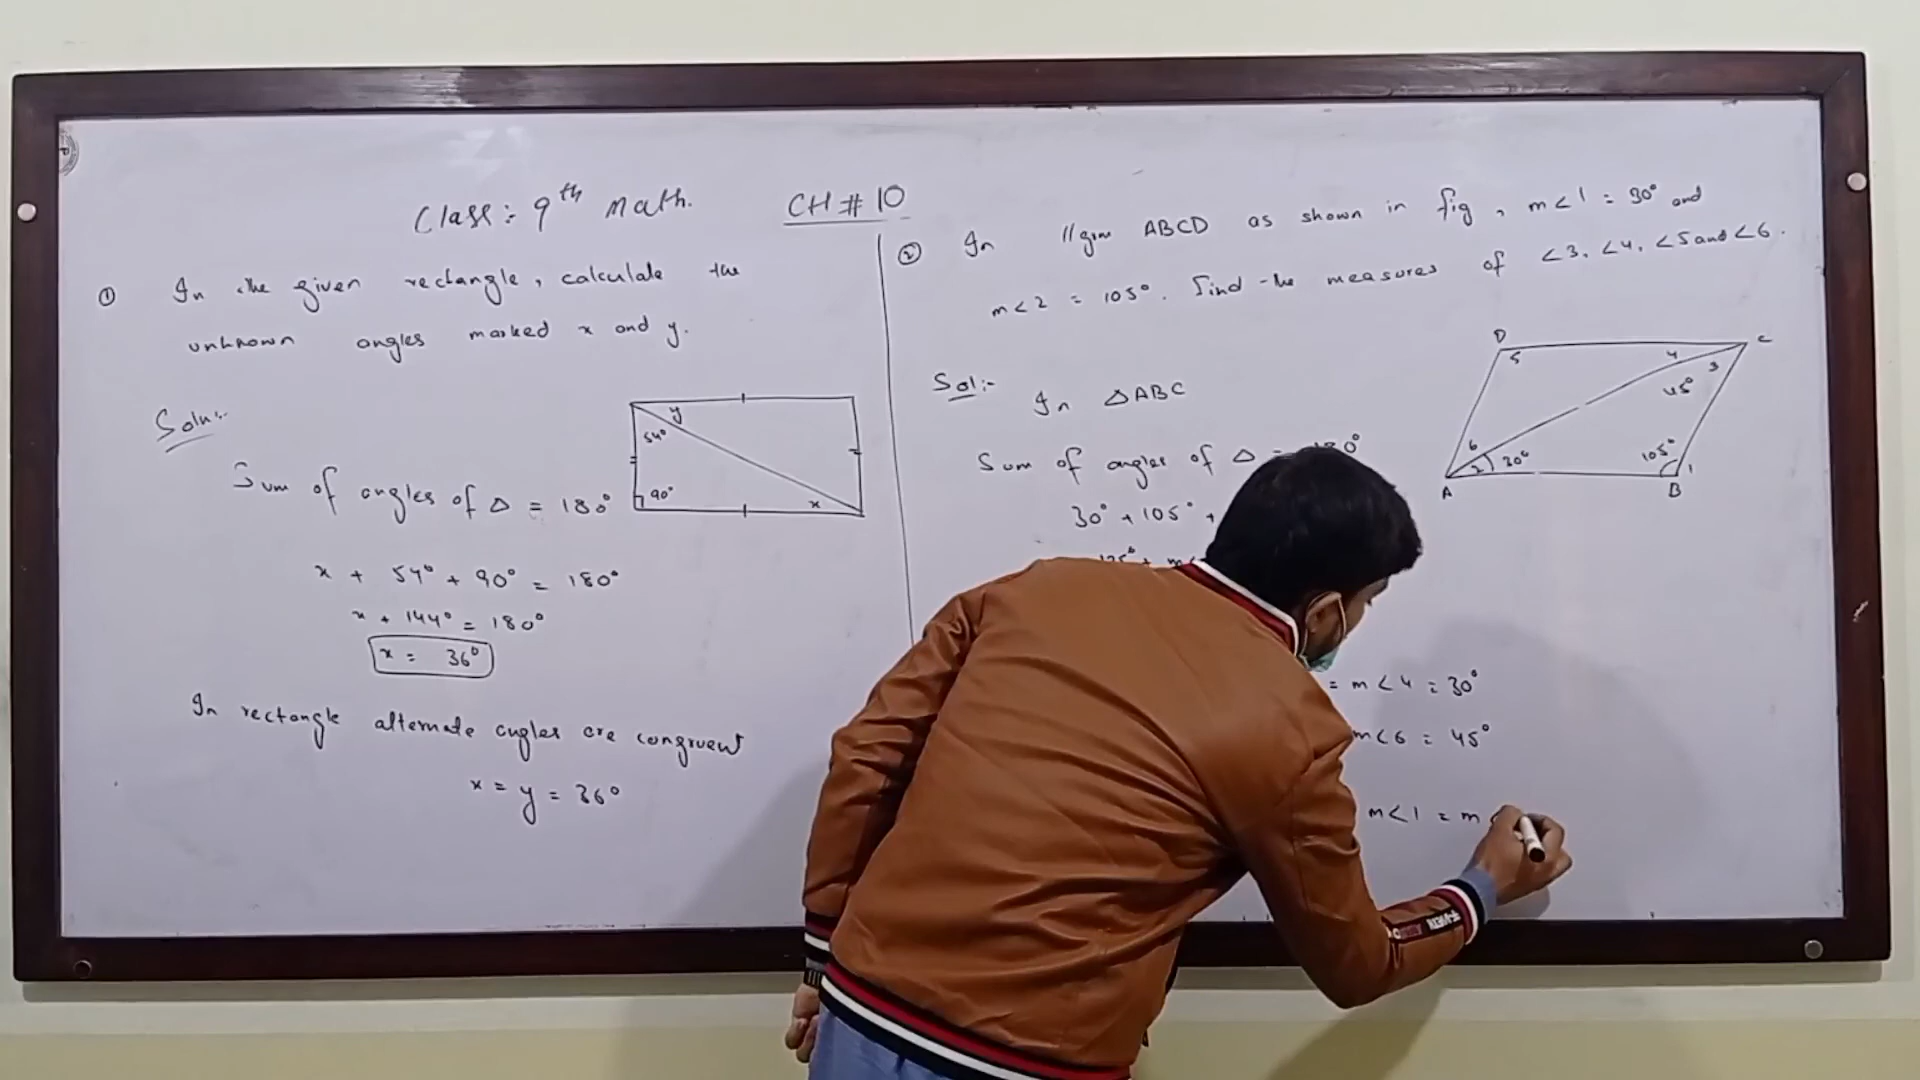 Class:- 9th Math.
CH # 10
① In the given rectangle, calculate the
unknown angles marked x and y.
Soln:-
y
54°
90°
x
Sum of angles of △ = 180°
x + 54° + 90° = 180°
x + 144° = 180°
x = 36°
In rectangle alternate angles are congruent
x = y = 36°
② In //gm ABCD as shown in fig, m<1 = 30° and
m<2 = 105°. Find the measures of <3, <4, <5 and <6.
D
C
5
4
3
45°
6
2
30°
105°
1
A
B
Sol:-
In △ABC
Sum of angles of △ =
30° + 105° +
= m<4 = 30°
m<6 = 45°
m<1 = m